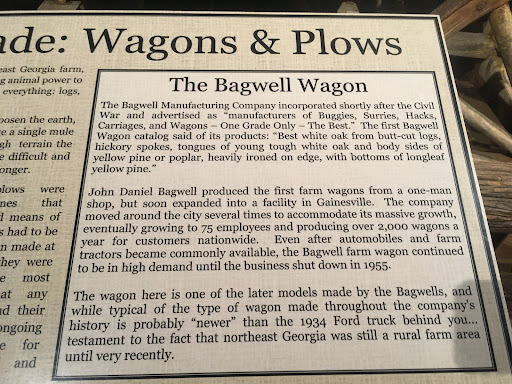 ade: Wagons & Plows
east Georgia farm,
ng animal power to
everything: logs,
oosen the earth,
e a single mule
gh terrain the
e difficult and
onger.
plows were
nes that
d means of
s had to be
n made at
they were
e most
at any
nd their
ongoing
e for
and
The Bagwell Wagon
The Bagwell Manufacturing Company incorporated shortly after the Civil
War and advertised as “manufacturers of Buggies, Surries, Hacks,
Carriages, and Wagons – One Grade Only – The Best.” The first Bagwell
Wagon catalog said of its products: “Best white oak from butt-cut logs,
hickory spokes, tongues of young tough white oak and body sides of
yellow pine or poplar, heavily ironed on edge, with bottoms of longleaf
yellow pine.”
John Daniel Bagwell produced the first farm wagons from a one-man
shop, but soon expanded into a facility in Gainesville. The company
moved around the city several times to accommodate its massive growth,
eventually growing to 75 employees and producing over 2,000 wagons a
year for customers nationwide. Even after automobiles and farm
tractors became commonly available, the Bagwell farm wagon continued
to be in high demand until the business shut down in 1955.
The wagon here is one of the later models made by the Bagwells, and
while typical of the type of wagon made throughout the company's
history is probably “newer” than the 1934 Ford truck behind you...
testament to the fact that northeast Georgia was still a rural farm area
until very recently.